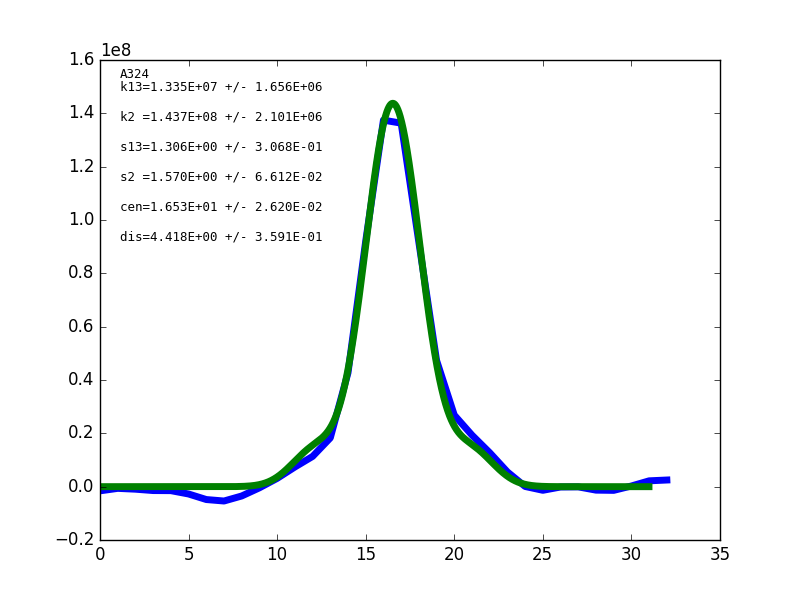 1e8
A324
k13=1.335E+07 +/- 1.656E+06
k2 =1.437E+08 +/- 2.101E+06
s13=1.306E+00 +/- 3.068E-01
s2 =1.570E+00 +/- 6.612E-02
cen=1.653E+01 +/- 2.620E-02
dis=4.418E+00 +/- 3.591E-01
1.6
1.4
1.2
1.0
0.8
0.6
0.4
0.2
0.0
−0.2
0 5 10 15 20 25 30 35